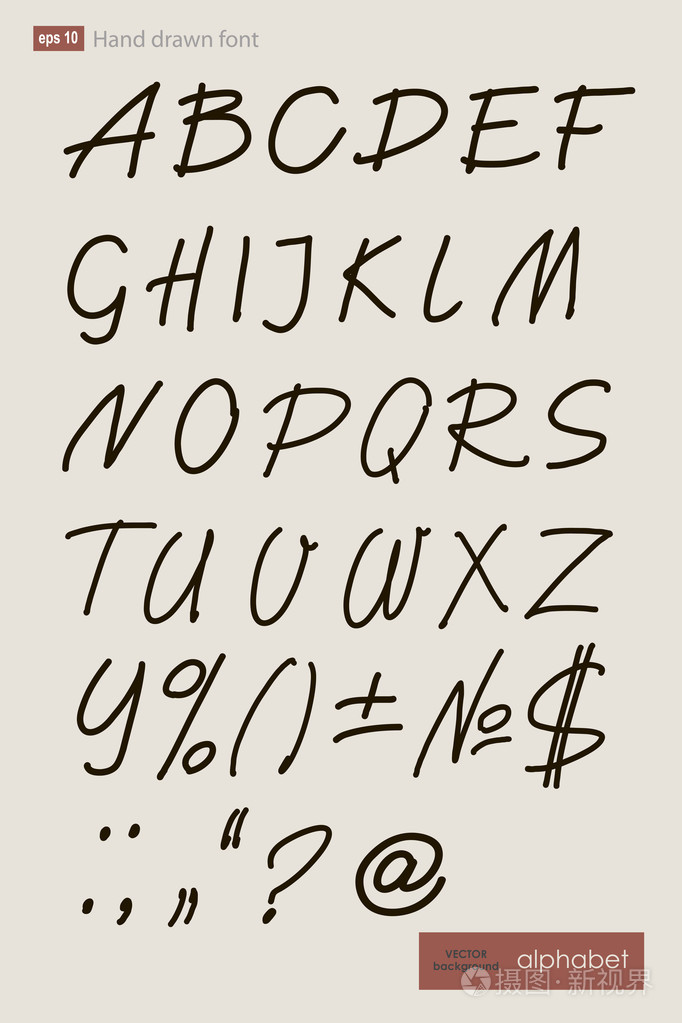 eps 10 Hand drawn font
A B C D E F
G H I J K L M
N O P Q R S
T U V W X Z
Y % ( ) ± № $
: ; „ “ ? @
VECTOR
background alphabet
摄图·新视界